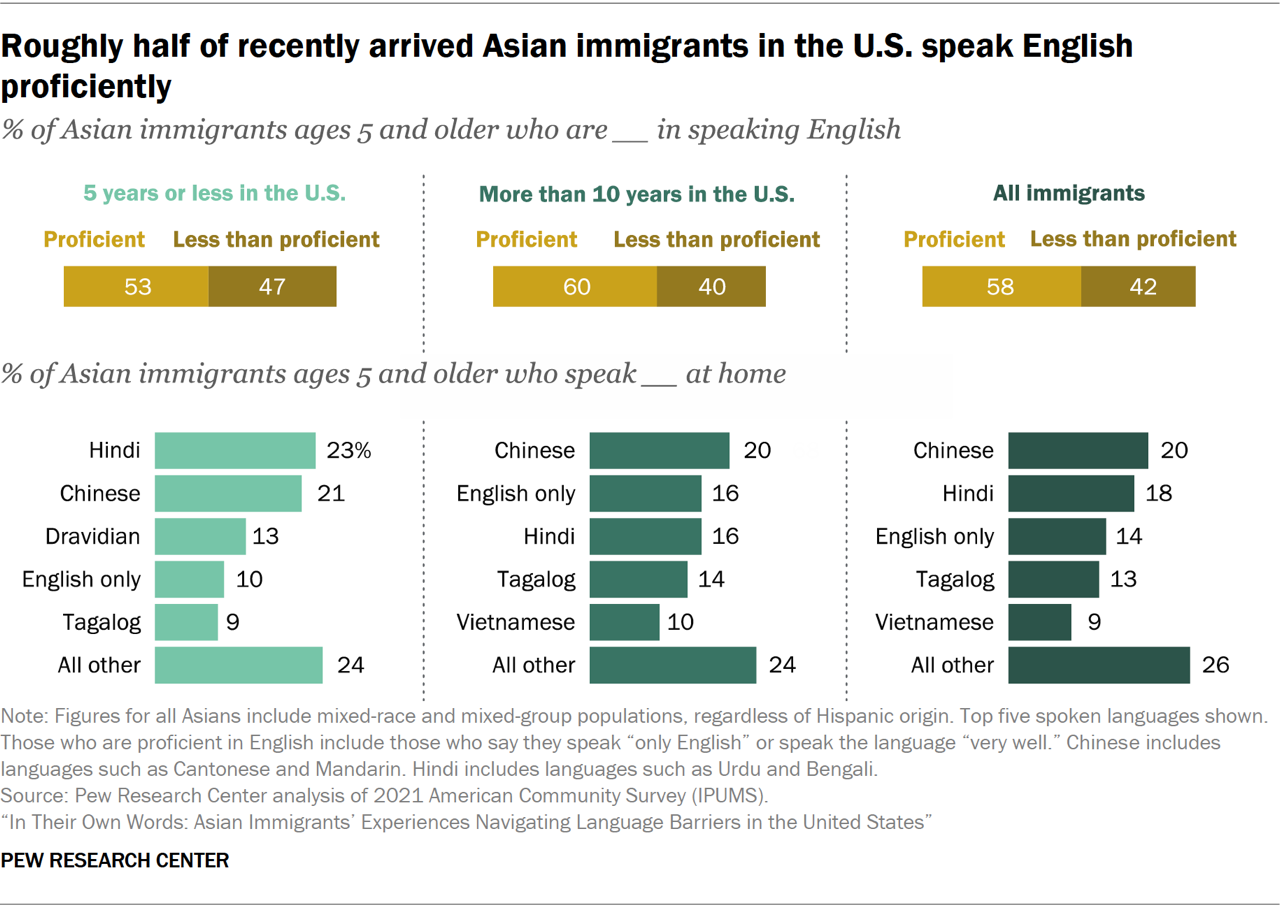 Roughly half of recently arrived Asian immigrants in the U.S. speak English
proficiently
% of Asian immigrants ages 5 and older who are __ in speaking English
5 years or less in the U.S.
Proficient Less than proficient
53 47
More than 10 years in the U.S.
Proficient Less than proficient
60 40
All immigrants
Proficient Less than proficient
58 42
% of Asian immigrants ages 5 and older who speak __ at home
Hindi 23%
Chinese 21
Dravidian 13
English only 10
Tagalog 9
All other 24
Chinese 20
English only 16
Hindi 16
Tagalog 14
Vietnamese 10
All other 24
Chinese 20
Hindi 18
English only 14
Tagalog 13
Vietnamese 9
All other 26
Note: Figures for all Asians include mixed-race and mixed-group populations, regardless of Hispanic origin. Top five spoken languages shown.
Those who are proficient in English include those who say they speak “only English” or speak the language “very well.” Chinese includes
languages such as Cantonese and Mandarin. Hindi includes languages such as Urdu and Bengali.
Source: Pew Research Center analysis of 2021 American Community Survey (IPUMS).
“In Their Own Words: Asian Immigrants’ Experiences Navigating Language Barriers in the United States”
PEW RESEARCH CENTER